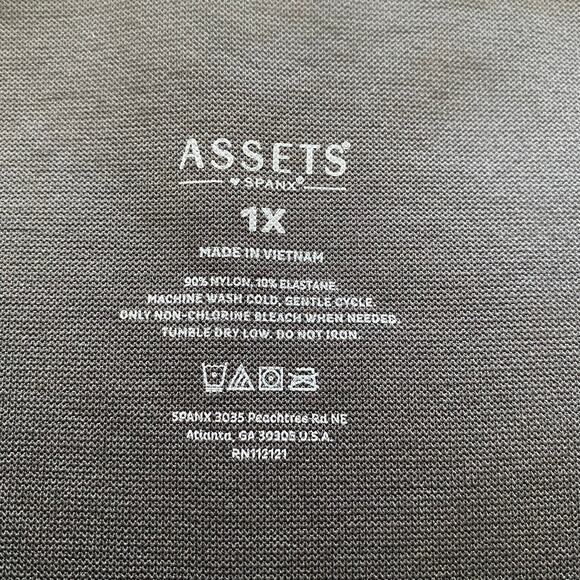 ASSETS®
♥ SPANX®
1X
MADE IN VIETNAM
90% NYLON, 10% ELASTANE.
MACHINE WASH COLD, GENTLE CYCLE.
ONLY NON-CHLORINE BLEACH WHEN NEEDED.
TUMBLE DRY LOW. DO NOT IRON.
SPANX 3035 Peachtree Rd NE
Atlanta, GA 30305 U.S.A.
RN112121